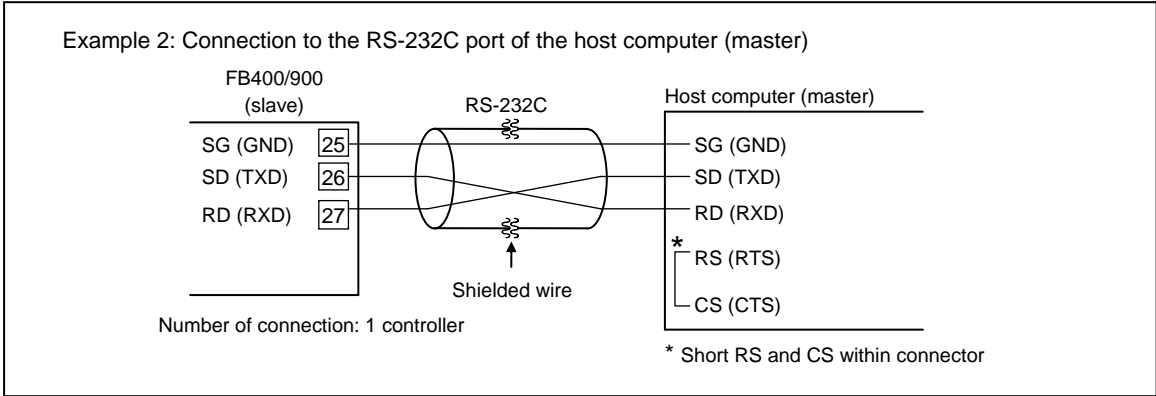 Example 2: Connection to the RS-232C port of the host computer (master)
FB400/900
(slave)
RS-232C
Host computer (master)
SG (GND) 25
SD (TXD) 26
RD (RXD) 27
SG (GND)
SD (TXD)
RD (RXD)
*
RS (RTS)
CS (CTS)
Shielded wire
Number of connection: 1 controller
* Short RS and CS within connector